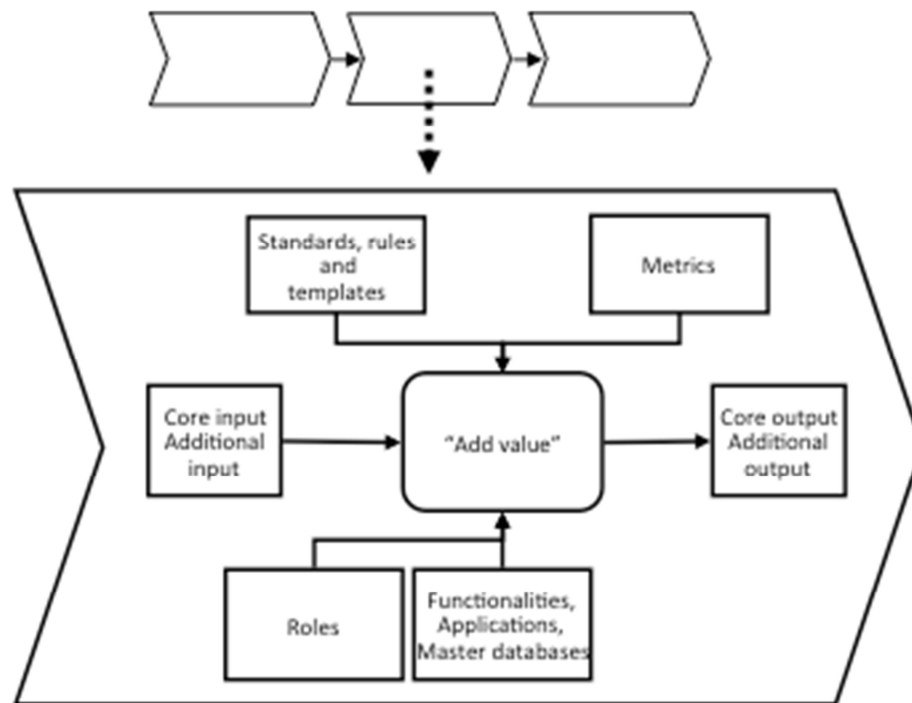 Standards, rules
and
templates
Metrics
Core input
Additional
input
“Add value”
Core output
Additional
output
Roles
Functionalities,
Applications,
Master databases